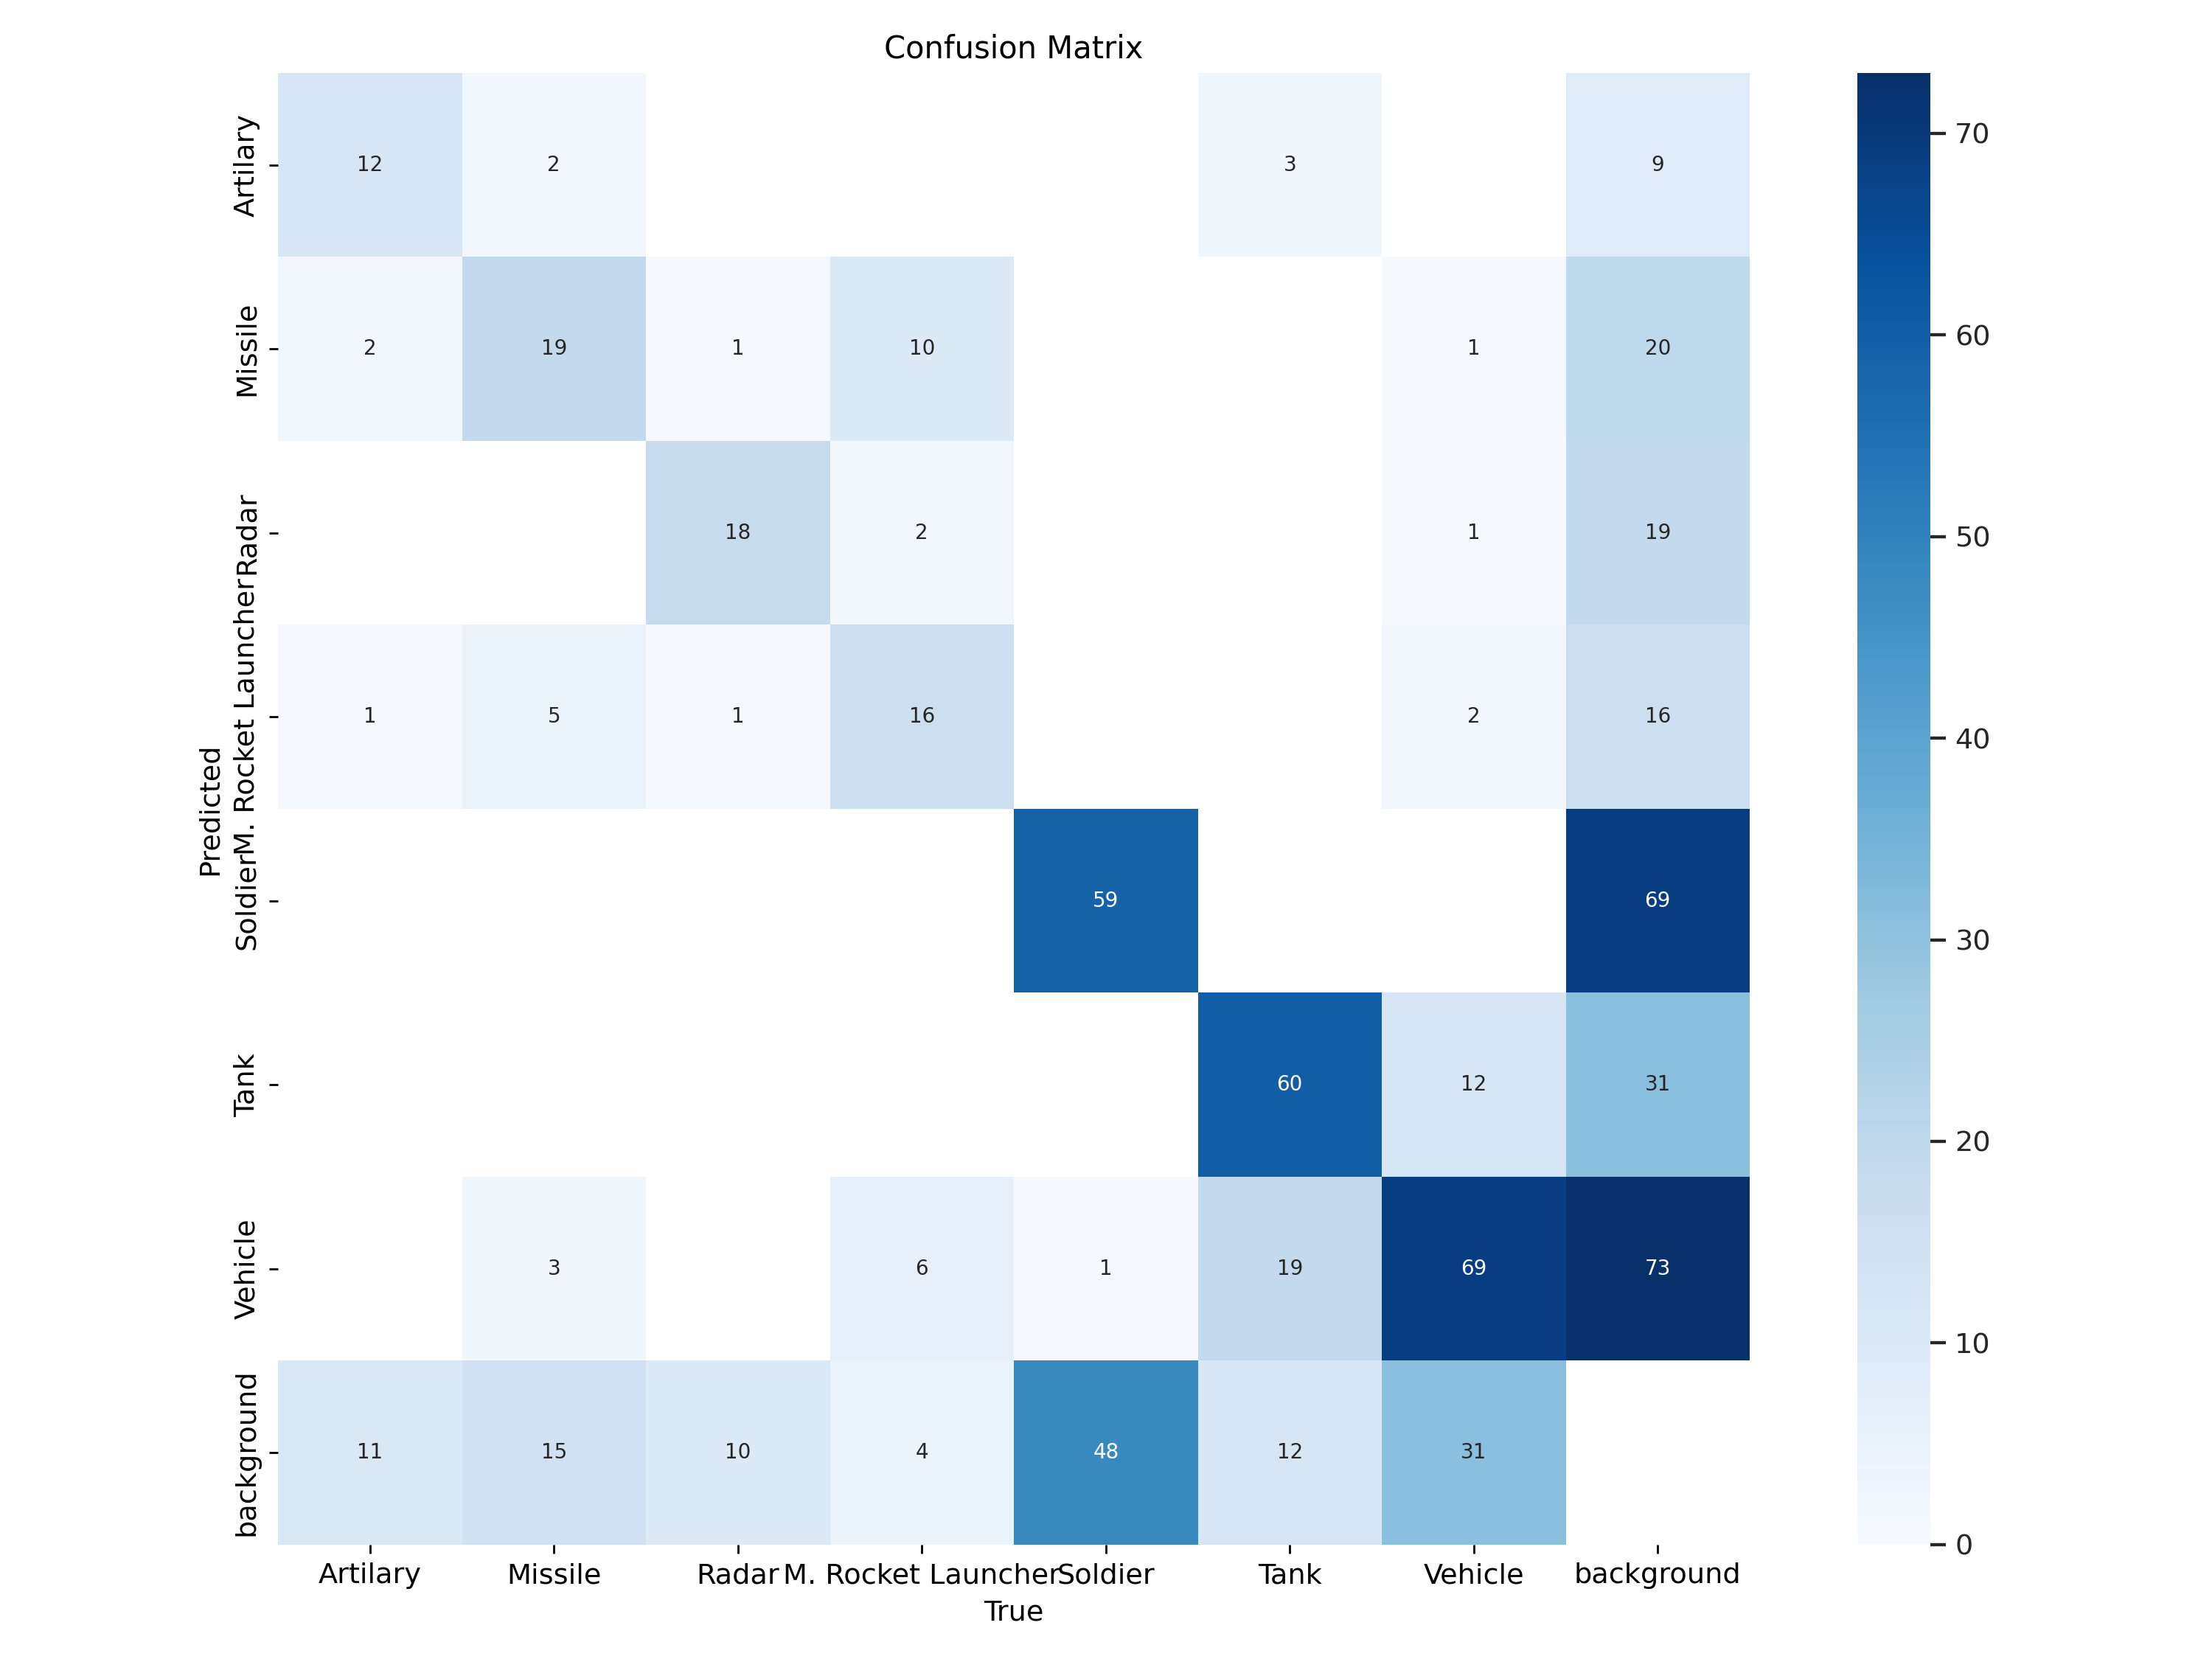 Confusion Matrix
Predicted
Artilary
12 2 3 9
Missile
2 19 1 10 1 20
Radar
18 2 1 19
M. Rocket Launcher
1 5 1 16 2 16
Soldier
59 69
Tank
60 12 31
Vehicle
3 6 1 19 69 73
background
11 15 10 4 48 12 31
Artilary Missile Radar M. Rocket Launcher Soldier Tank Vehicle background
True
70
60
50
40
30
20
10
0